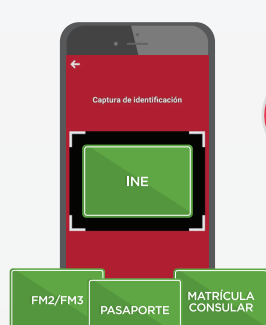 Captura de identificación
INE
FM2/FM3
PASAPORTE
MATRÍCULA
CONSULAR